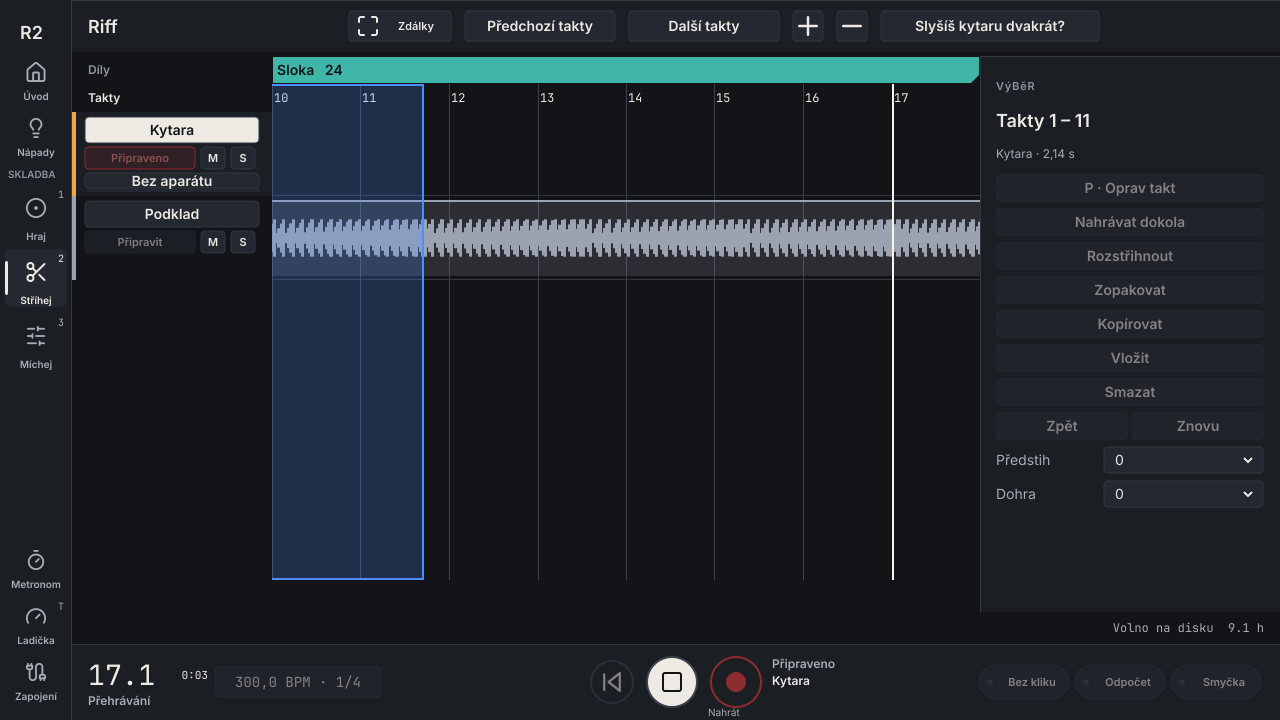 R2
Riff
Zdálky
Předchozí takty
Další takty
Slyšíš kytaru dvakrát?
Úvod
Nápady
SKLADBA
1
Hraj
2
Stříhej
3
Míchej
Metronom
T
Ladička
Zapojení
Díly
Sloka 24
Takty
10 11 12 13 14 15 16 17
Kytara
Připraveno M S
Bez aparátu
Podklad
Připravit M S
VýBěR
Takty 1 – 11
Kytara · 2,14 s
P · Oprav takt
Nahrávat dokola
Rozstřihnout
Zopakovat
Kopírovat
Vložit
Smazat
Zpět Znovu
Předstih 0
Dohra 0
Volno na disku 9.1 h
17.1
Přehrávání
0:03
300,0 BPM · 1/4
Nahrát
Připraveno
Kytara
Bez kliku
Odpočet
Smyčka